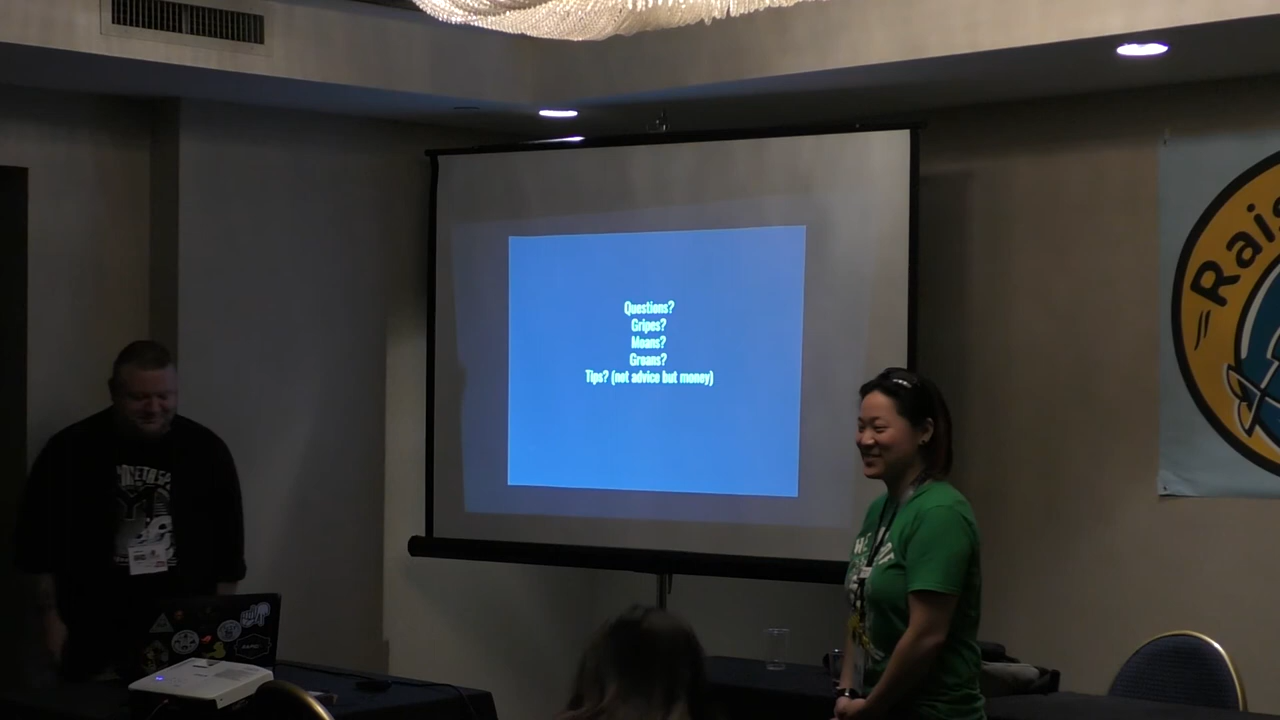 Questions?
Gripes?
Moans?
Groans?
Tips? (not advice but money)
Rais